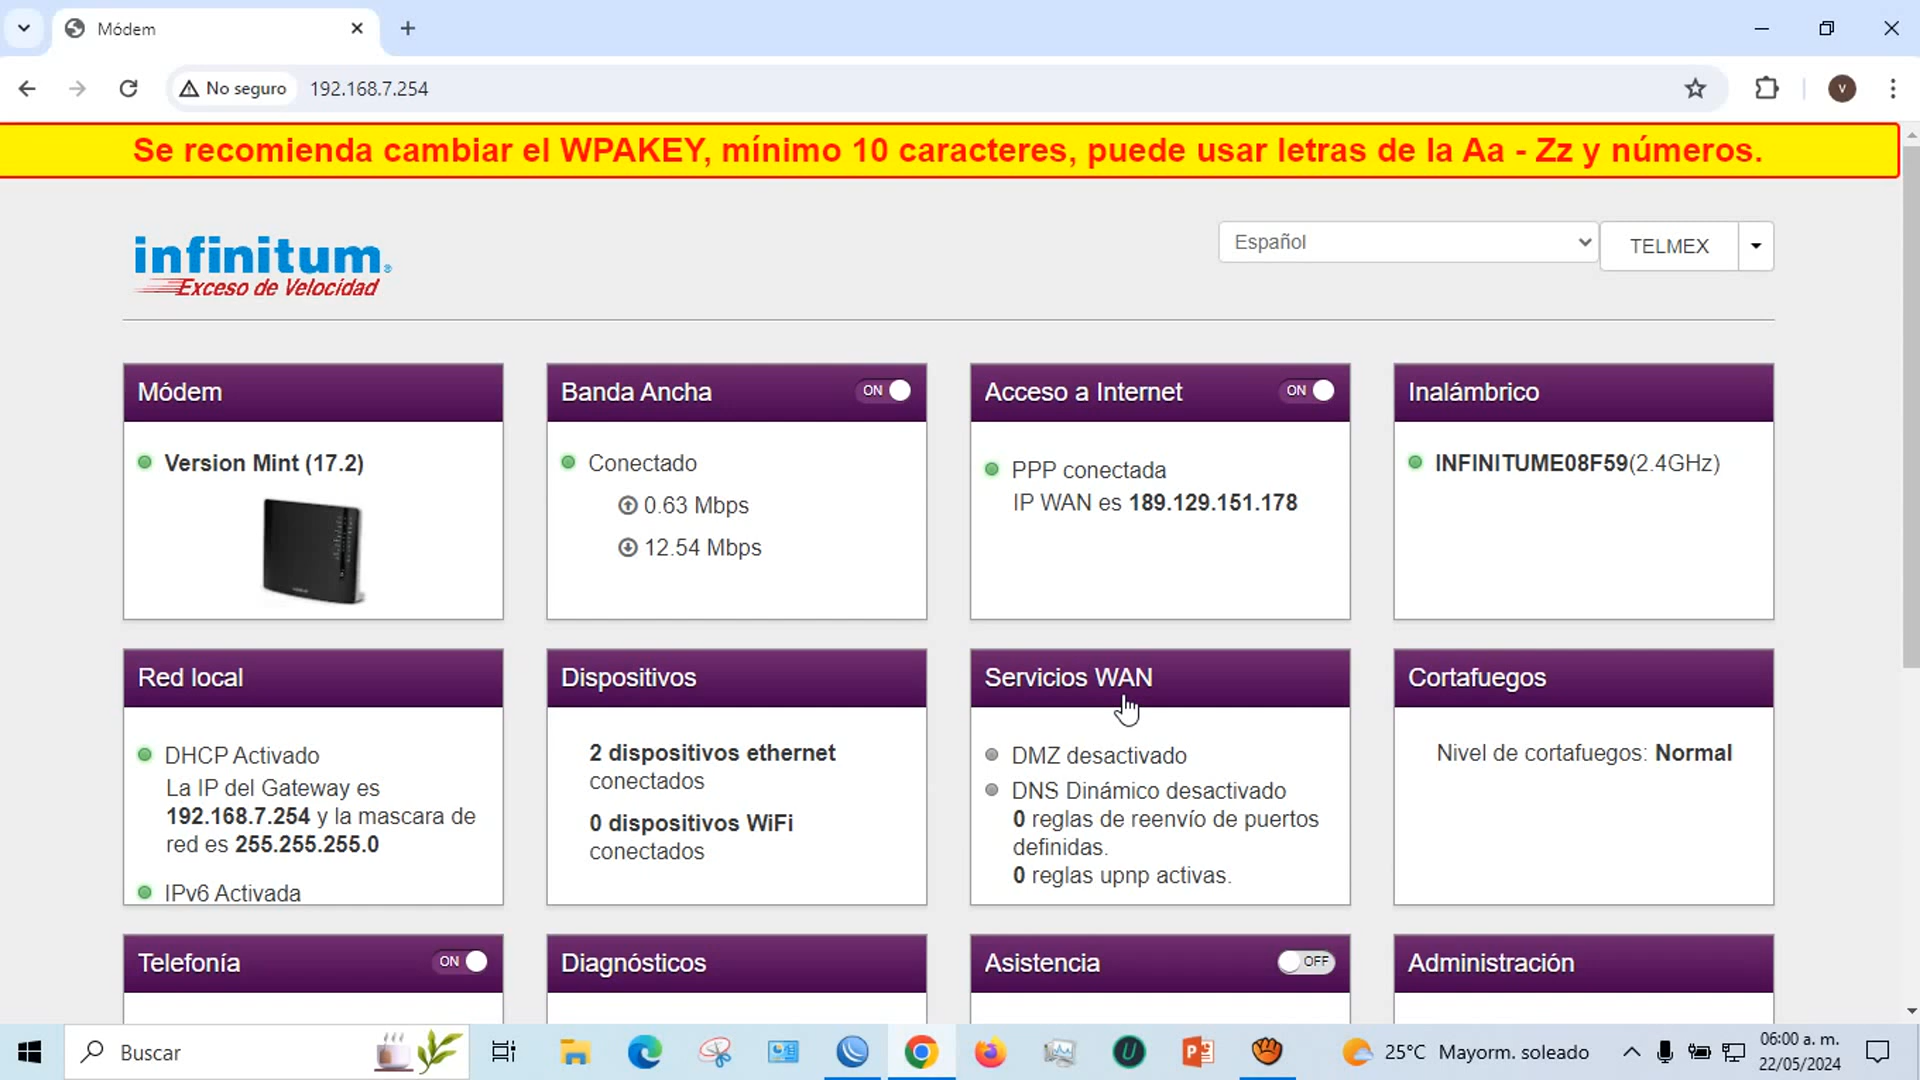 Módem
No seguro
192.168.7.254
V
Se recomienda cambiar el WPAKEY, mínimo 10 caracteres, puede usar letras de la Aa - Zz y números.
infinitum®
Exceso de Velocidad
Español
TELMEX
Módem
Version Mint (17.2)
Banda Ancha
ON
Conectado
0.63 Mbps
12.54 Mbps
Acceso a Internet
ON
PPP conectada
IP WAN es 189.129.151.178
Inalámbrico
INFINITUME08F59(2.4GHz)
Red local
DHCP Activado
La IP del Gateway es
192.168.7.254 y la mascara de
red es 255.255.255.0
IPv6 Activada
Dispositivos
2 dispositivos ethernet
conectados
0 dispositivos WiFi
conectados
Servicios WAN
DMZ desactivado
DNS Dinámico desactivado
0 reglas de reenvío de puertos
definidas.
0 reglas upnp activas.
Cortafuegos
Nivel de cortafuegos: Normal
Telefonía
ON
Diagnósticos
Asistencia
OFF
Administración
Buscar
U
P
25°C Mayorm. soleado
06:00 a. m.
22/05/2024